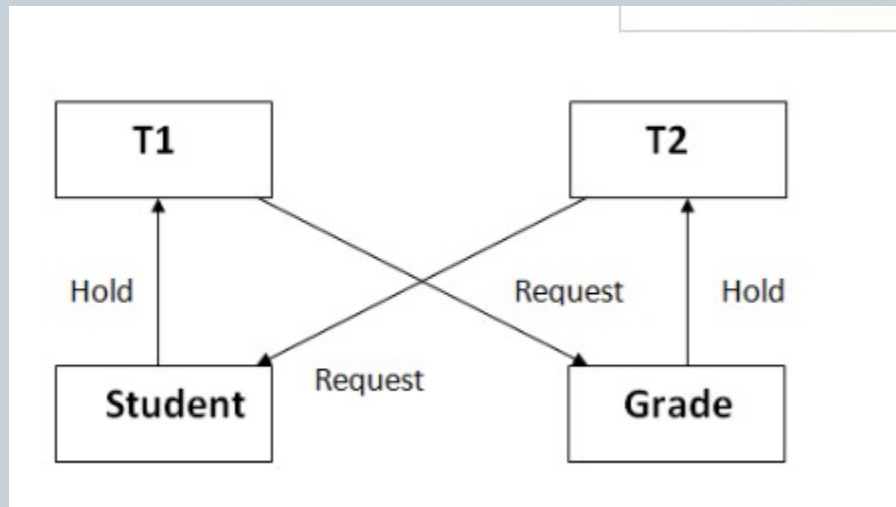 T1
T2
Hold
Request
Hold
Request
Student
Grade